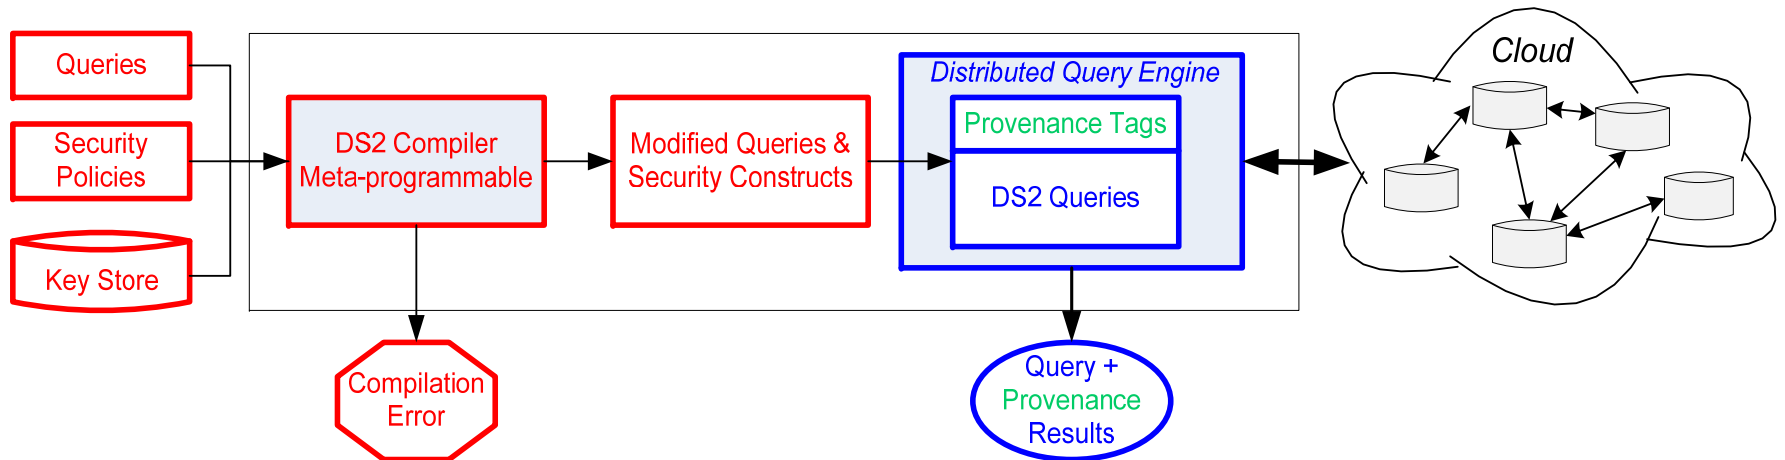 Queries
Security
Policies
Key Store
DS2 Compiler
Meta-programmable
Compilation
Error
Modified Queries &
Security Constructs
Distributed Query Engine
Provenance Tags
DS2 Queries
Query +
Provenance
Results
Cloud